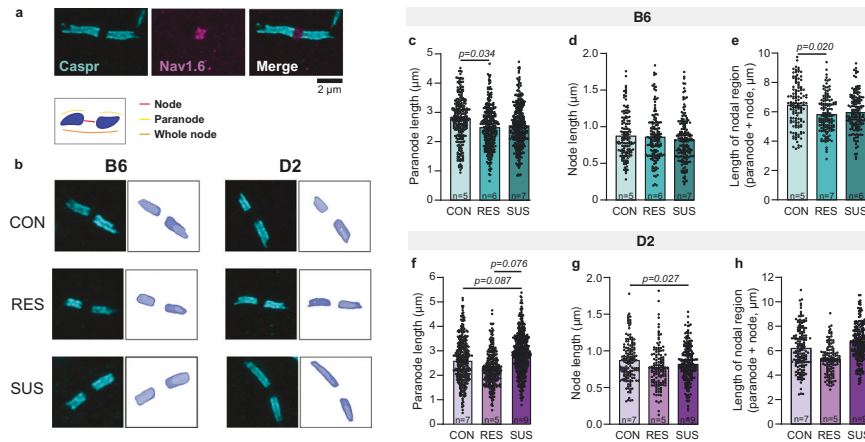 a
Caspr
Nav1.6
Merge
2 µm
Node
Paranode
Whole node
b
B6
D2
CON
RES
SUS
B6
c
p=0.034
Paranode length (µm)
5
4
3
2
1
0
n=5
n=6
n=7
CON RES SUS
d
Node length (µm)
2.0
1.5
1.0
0.5
0
n=5
n=6
n=7
CON RES SUS
e
p=0.020
Length of nodal region
(paranode + node, µm)
10
8
6
4
2
0
n=5
n=7
n=6
CON RES SUS
D2
f
p=0.076
p=0.087
Paranode length (µm)
6
5
4
3
2
1
0
n=7
n=5
n=9
CON RES SUS
g
p=0.027
Node length (µm)
2.0
1.5
1.0
0.5
0
n=7
n=5
n=9
CON RES SUS
h
Length of nodal region
(paranode + node, µm)
12
10
8
6
4
2
0
n=7
n=5
CON RES SUS